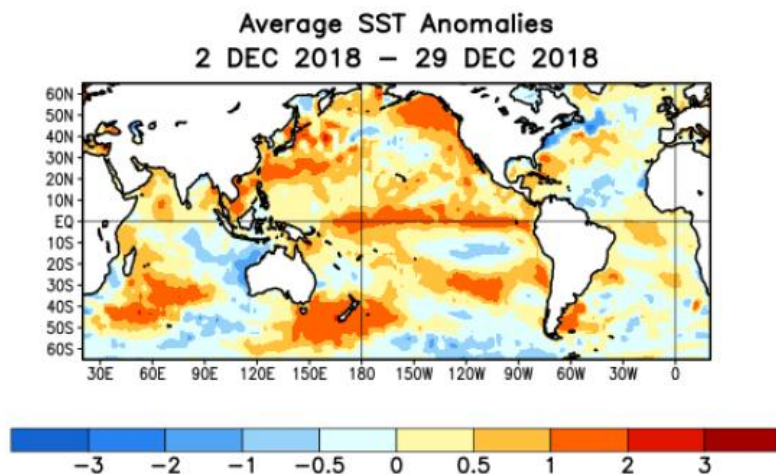 Average SST Anomalies
2 DEC 2018 – 29 DEC 2018
60N
50N
40N
30N
20N
10N
EQ
10S
20S
30S
40S
50S
60S
30E 60E 90E 120E 150E 180 150W 120W 90W 60W 30W 0
-3 -2 -1 -0.5 0 0.5 1 2 3